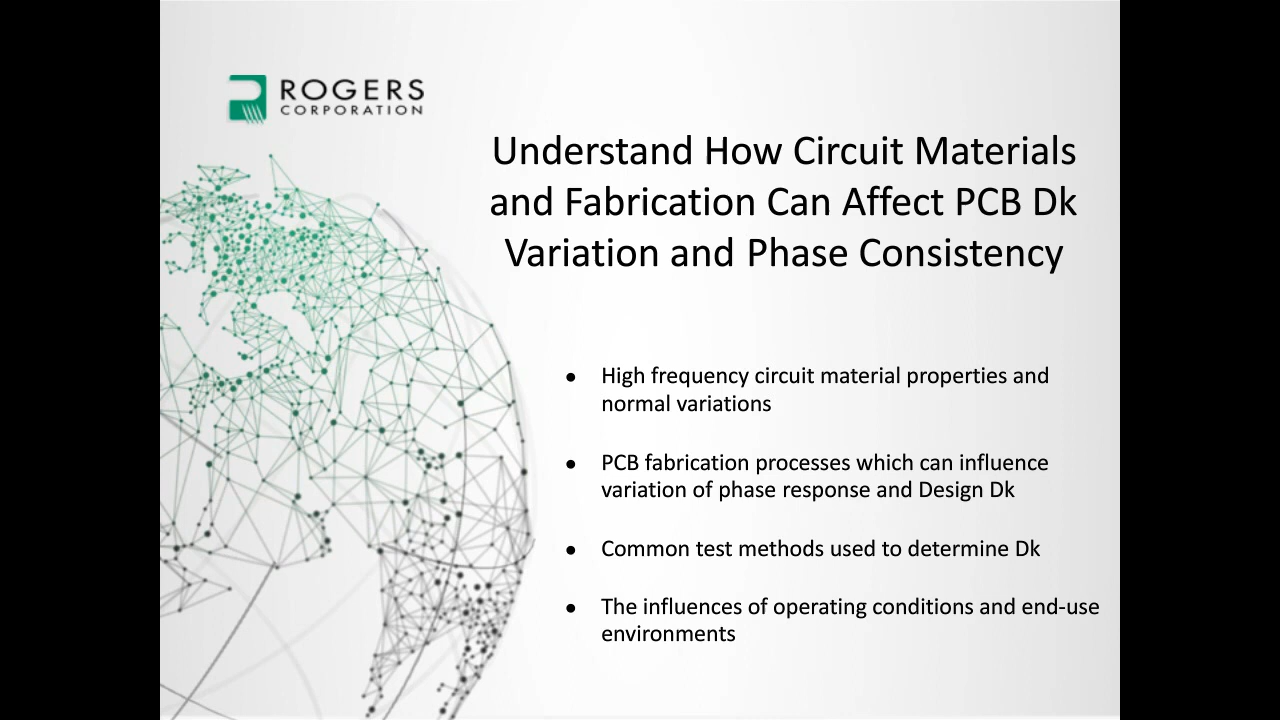 ROGERS
CORPORATION
Understand How Circuit Materials
and Fabrication Can Affect PCB Dk
Variation and Phase Consistency
● High frequency circuit material properties and
normal variations
● PCB fabrication processes which can influence
variation of phase response and Design Dk
● Common test methods used to determine Dk
● The influences of operating conditions and end-use
environments